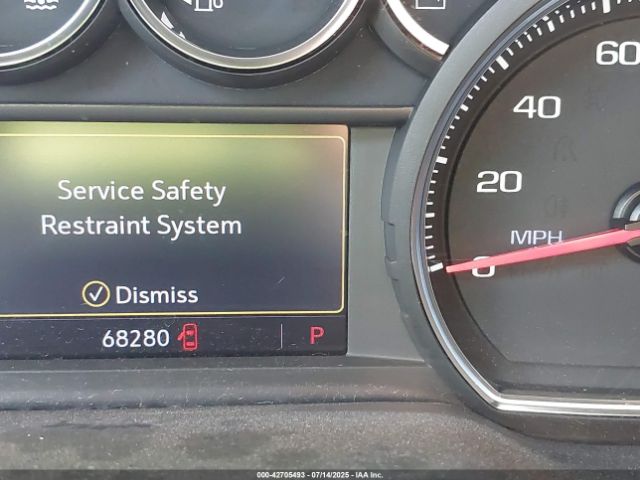 60
40
20
MPH
0
Service Safety
Restraint System
Dismiss
68280 P
000-42705493 - 07/14/2025 - IAA Inc.